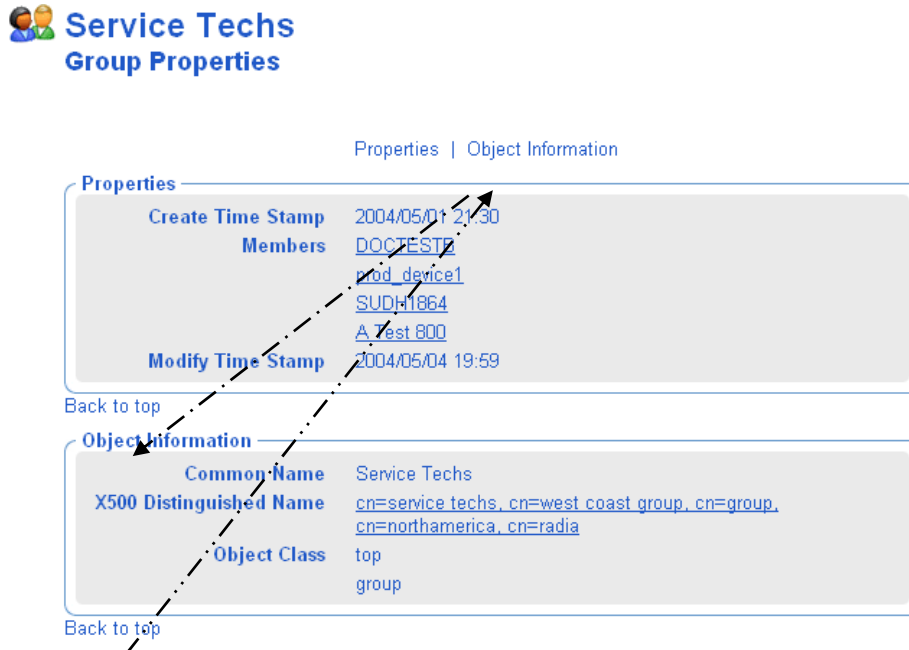 Service Techs
Group Properties
Properties | Object Information
Properties
Create Time Stamp 2004/05/01 21:30
Members DOCTESTB
prod_device1
SUDH1864
A Test 800
Modify Time Stamp 2004/05/04 19:59
Back to top
Object Information
Common Name Service Techs
X500 Distinguished Name cn=service techs, cn=west coast group, cn=group,
cn=northamerica, cn=radia
Object Class top
group
Back to top